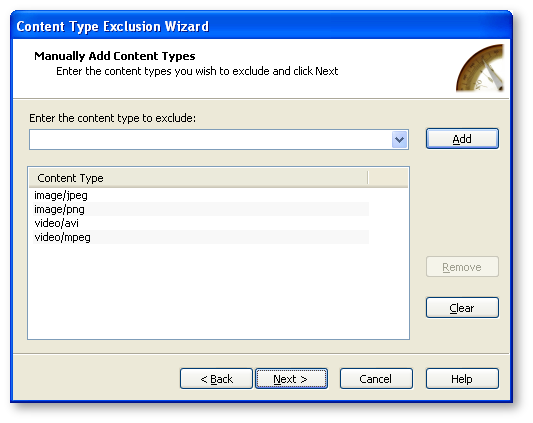 Content Type Exclusion Wizard
Manually Add Content Types
Enter the content types you wish to exclude and click Next
Enter the content type to exclude:
Add
Content Type
image/jpeg
image/png
video/avi
video/mpeg
Remove
Clear
< Back Next > Cancel Help